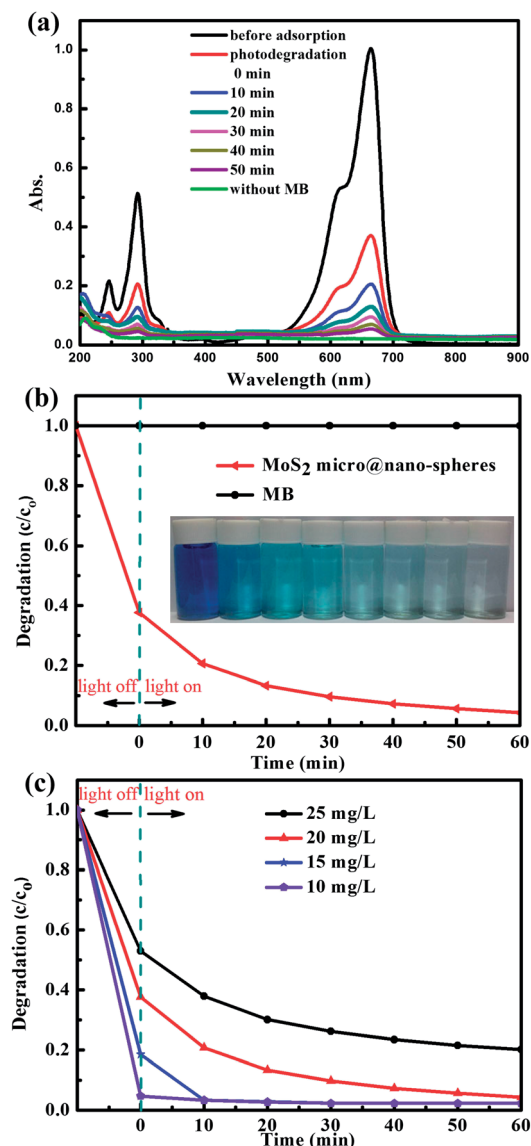 (a)
before adsorption
photodegradation
0 min
10 min
20 min
30 min
40 min
50 min
without MB
1.0
0.8
0.6
0.4
0.2
0.0
Abs.
200 300 400 500 600 700 800 900
Wavelength (nm)
(b)
1.0
0.8
0.6
0.4
0.2
0.0
Degradation (c/c₀)
MoS₂ micro@nano-spheres
MB
light off light on
0 10 20 30 40 50 60
Time (min)
(c)
light off light on
1.0
0.8
0.6
0.4
0.2
0.0
Degradation (c/c₀)
25 mg/L
20 mg/L
15 mg/L
10 mg/L
0 10 20 30 40 50 60
Time (min)